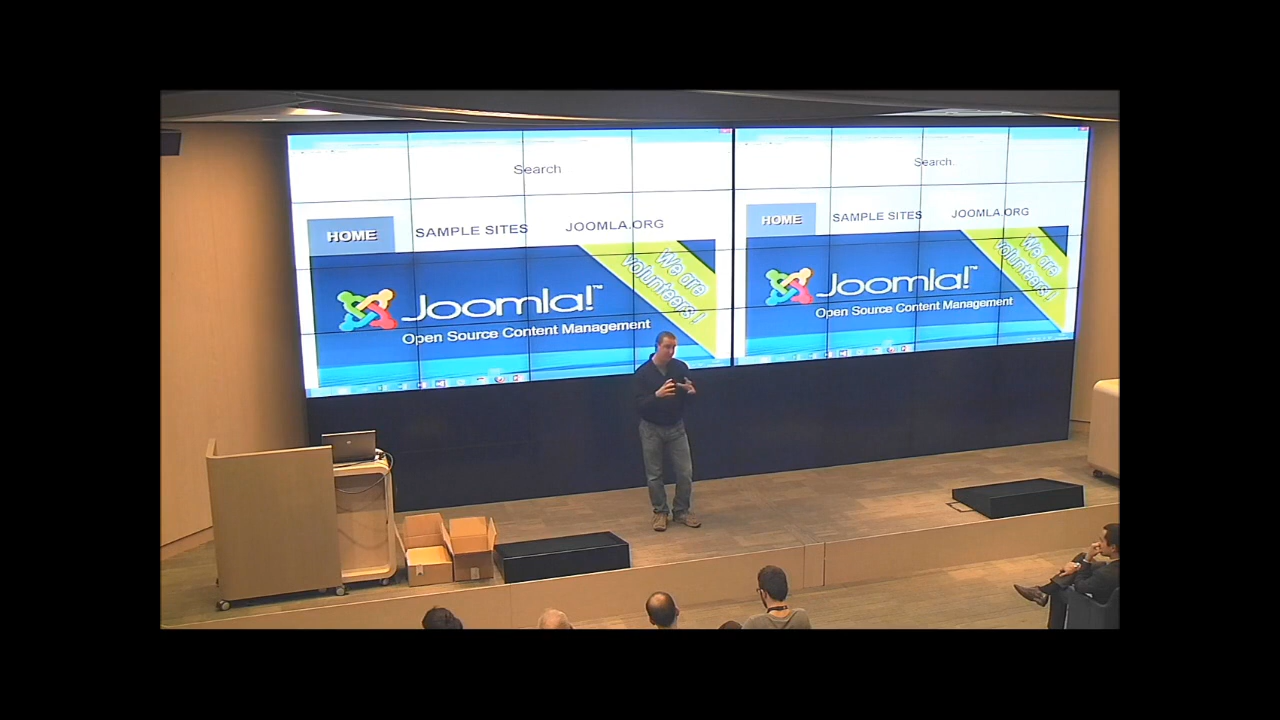 Search
HOME SAMPLE SITES JOOMLA.ORG
We are
volunteers!
Joomla!™
Open Source Content Management
Search..
HOME SAMPLE SITES JOOMLA.ORG
We are
volunteers!
Joomla!™
Open Source Content Management